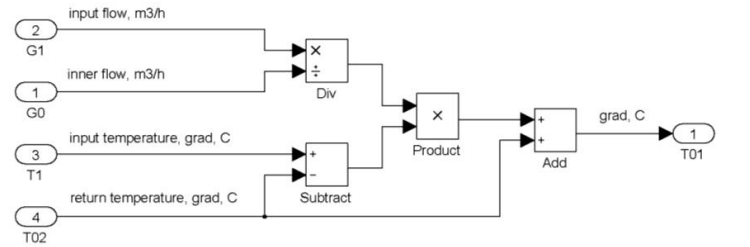 input flow, m3/h
2
G1
×
÷
Div
inner flow, m3/h
1
G0
×
Product
input temperature, grad, C
3
T1
+
−
Subtract
grad, C
+
+
Add
1
T01
return temperature, grad, C
4
T02